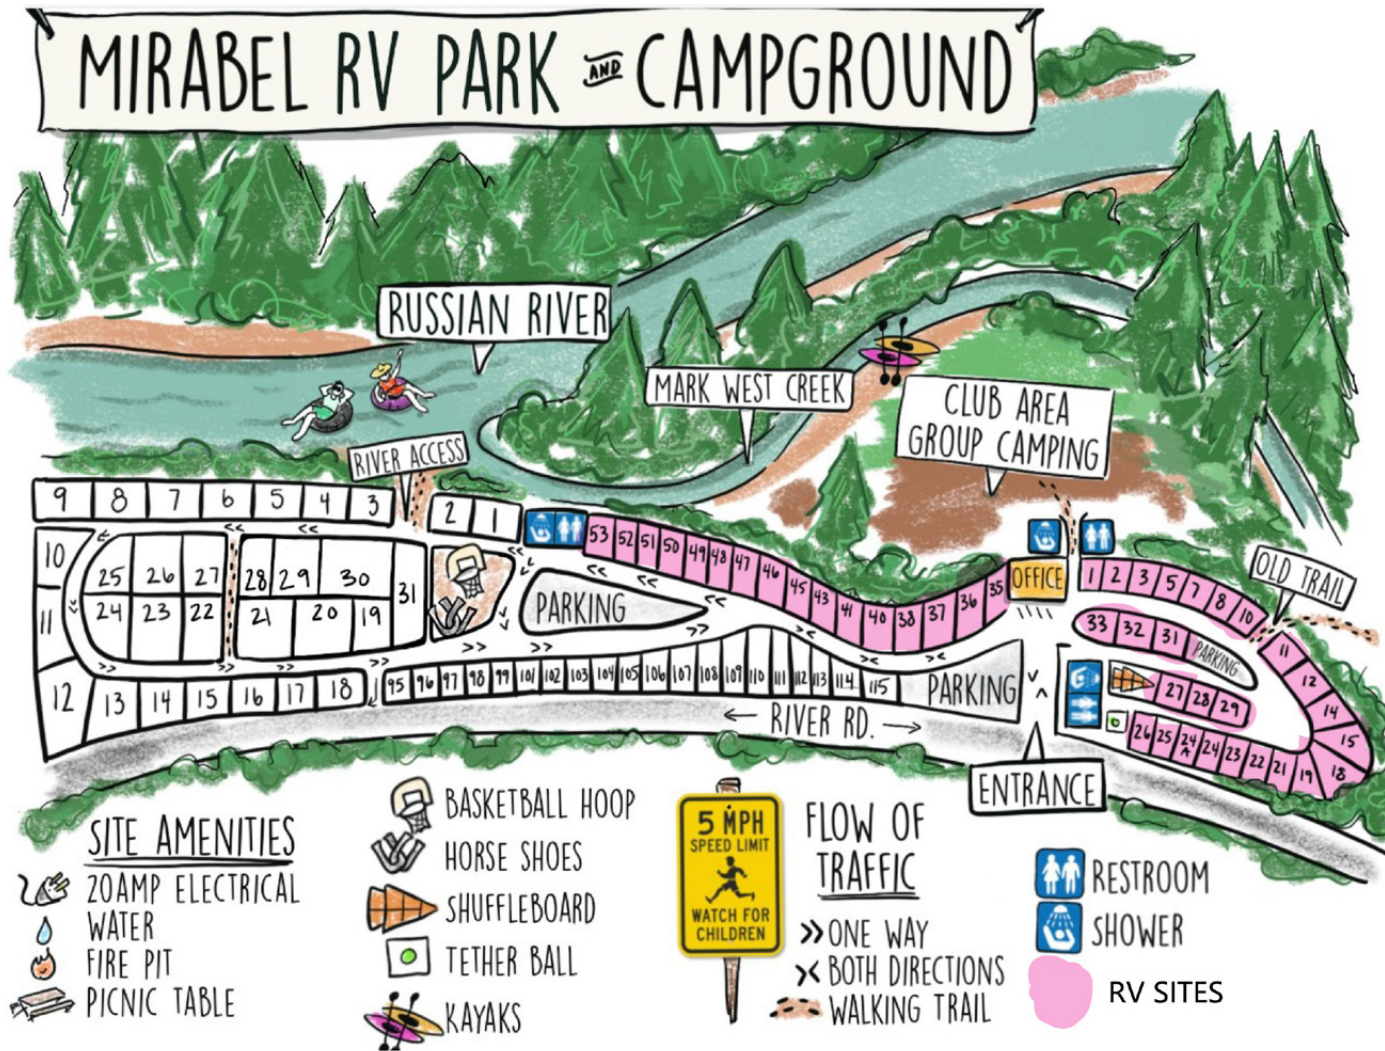 MIRABEL RV PARK AND CAMPGROUND
RUSSIAN RIVER
MARK WEST CREEK
CLUB AREA
GROUP CAMPING
RIVER ACCESS
9 8 7 6 5 4 3
2 1
10
11
12
25 26 27
24 23 22
28 29 30
21 20 19
31
13 14 15 16 17 18
53 52 51 50 49 48 47 46 45 43 41 40 38 37 36 35
OFFICE
1 2 3 5 7 8 10
OLD TRAIL
PARKING
33 32 31 PARKING
11
12
14
15
18
27 28 29
26 25 24A 24 23 22 21 19
95 96 97 98 99 101 102 103 104 105 106 107 108 109 110 111 112 113 114 115
PARKING
← RIVER RD. →
ENTRANCE
SITE AMENITIES
20AMP ELECTRICAL
WATER
FIRE PIT
PICNIC TABLE
BASKETBALL HOOP
HORSE SHOES
SHUFFLEBOARD
TETHER BALL
KAYAKS
5 MPH
SPEED LIMIT
WATCH FOR
CHILDREN
FLOW OF
TRAFFIC
>> ONE WAY
BOTH DIRECTIONS
WALKING TRAIL
RESTROOM
SHOWER
RV SITES